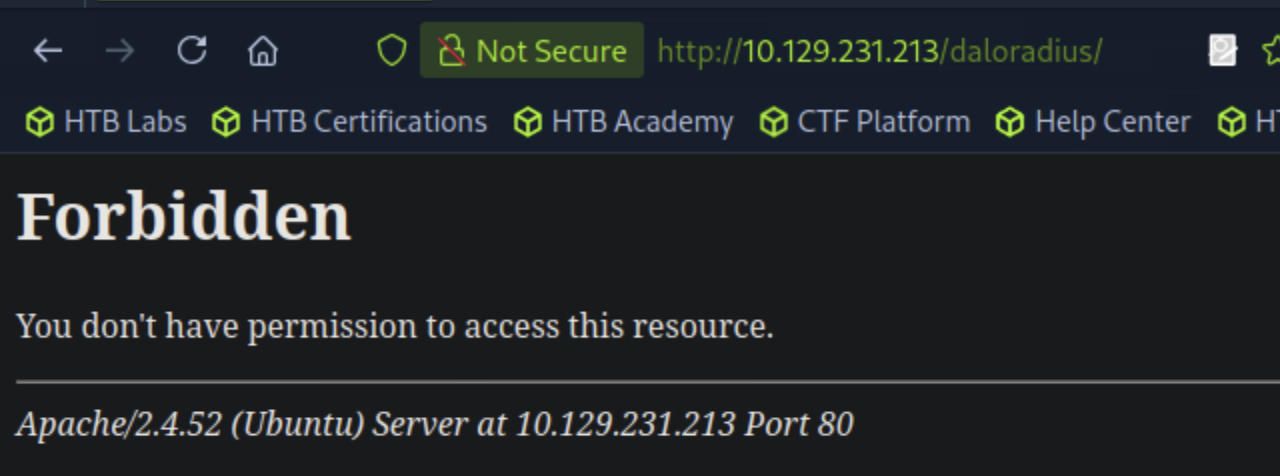 Not Secure http://10.129.231.213/daloradius/
HTB Labs HTB Certifications HTB Academy CTF Platform Help Center
Forbidden
You don't have permission to access this resource.
Apache/2.4.52 (Ubuntu) Server at 10.129.231.213 Port 80